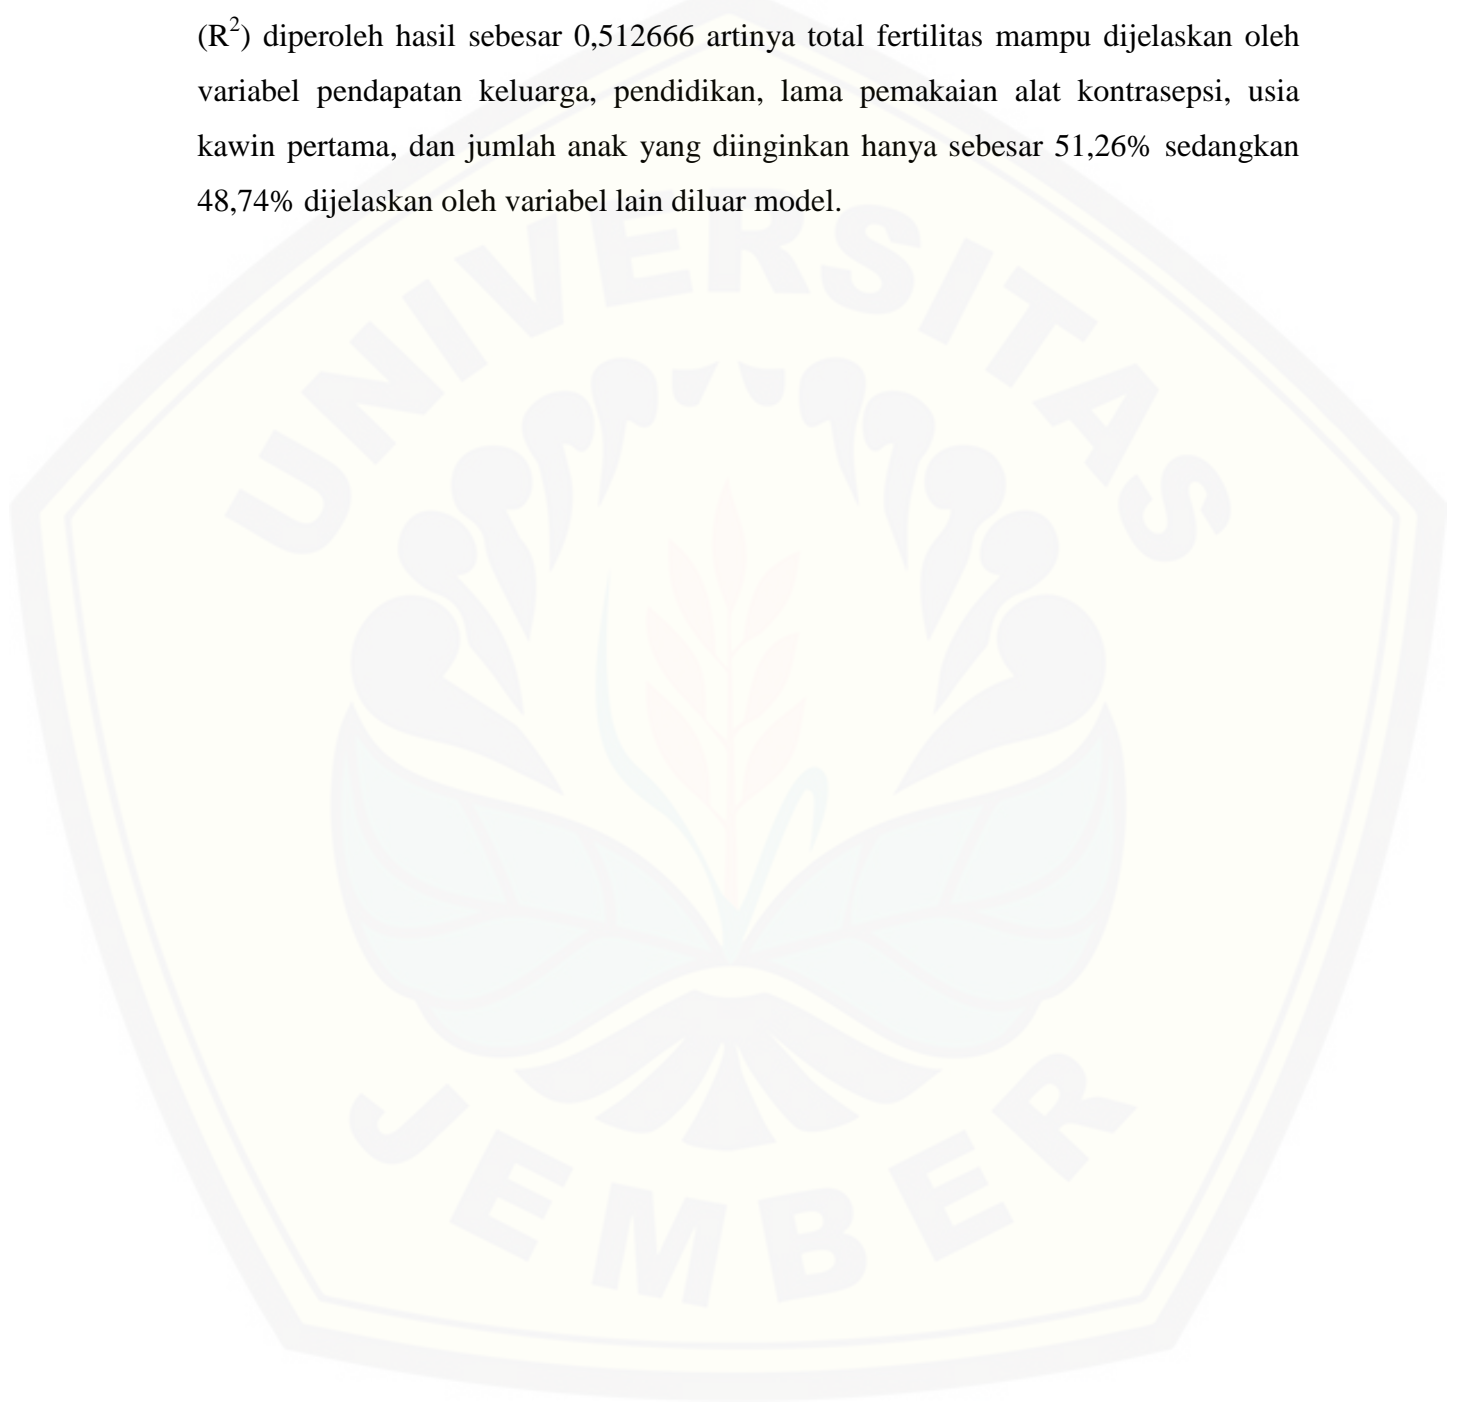 (R²) diperoleh hasil sebesar 0,512666 artinya total fertilitas mampu dijelaskan oleh
variabel pendapatan keluarga, pendidikan, lama pemakaian alat kontrasepsi, usia
kawin pertama, dan jumlah anak yang diinginkan hanya sebesar 51,26% sedangkan
48,74% dijelaskan oleh variabel lain diluar model.
UNIVERSITAS
JEMBER